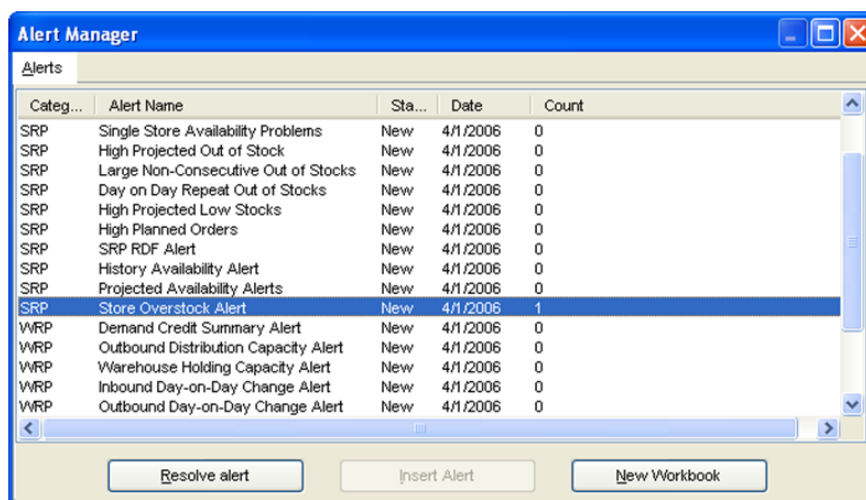 Alert Manager
Alerts
Categ... Alert Name Sta... Date Count
SRP Single Store Availability Problems New 4/1/2006 0
SRP High Projected Out of Stock New 4/1/2006 0
SRP Large Non-Consecutive Out of Stocks New 4/1/2006 0
SRP Day on Day Repeat Out of Stocks New 4/1/2006 0
SRP High Projected Low Stocks New 4/1/2006 0
SRP High Planned Orders New 4/1/2006 0
SRP SRP RDF Alert New 4/1/2006 0
SRP History Availability Alert New 4/1/2006 0
SRP Projected Availability Alerts New 4/1/2006 0
SRP Store Overstock Alert New 4/1/2006 1
WRP Demand Credit Summary Alert New 4/1/2006 0
WRP Outbound Distribution Capacity Alert New 4/1/2006 0
WRP Warehouse Holding Capacity Alert New 4/1/2006 0
WRP Inbound Day-on-Day Change Alert New 4/1/2006 0
WRP Outbound Day-on-Day Change Alert New 4/1/2006 0
Resolve alert Insert Alert New Workbook